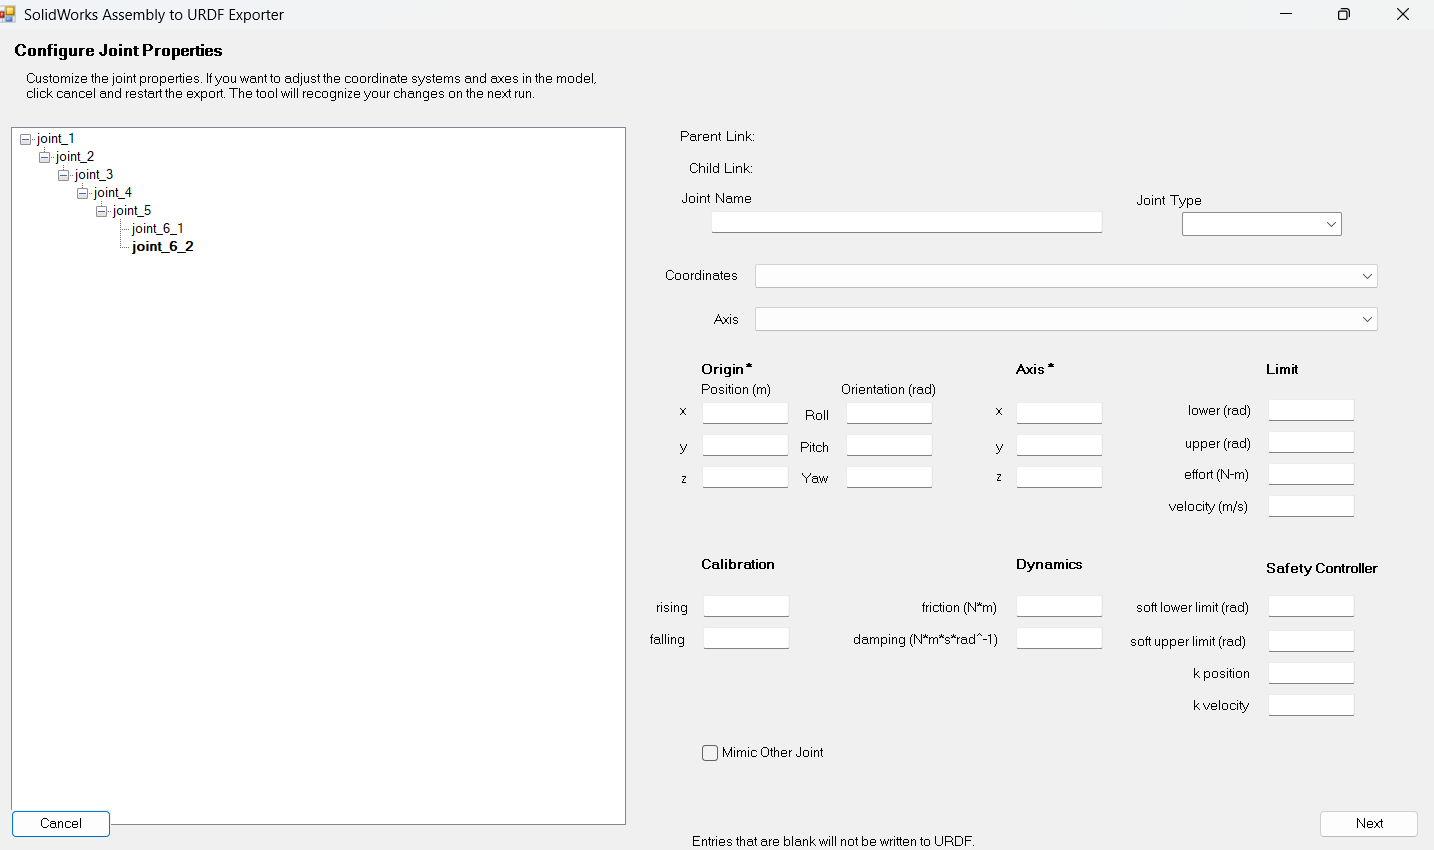 SolidWorks Assembly to URDF Exporter
Configure Joint Properties
Customize the joint properties. If you want to adjust the coordinate systems and axes in the model,
click cancel and restart the export. The tool will recognize your changes on the next run.
joint_1
joint_2
joint_3
joint_4
joint_5
joint_6_1
joint_6_2
Parent Link:
Child Link:
Joint Name
Joint Type
Coordinates
Axis
Origin*
Position (m)
Orientation (rad)
x
Roll
y
Pitch
z
Yaw
Axis*
x
y
z
Limit
lower (rad)
upper (rad)
effort (N-m)
velocity (m/s)
Calibration
rising
falling
Dynamics
friction (N*m)
damping (N*m*s*rad^-1)
Safety Controller
soft lower limit (rad)
soft upper limit (rad)
k position
k velocity
Mimic Other Joint
Cancel
Next
Entries that are blank will not be written to URDF.